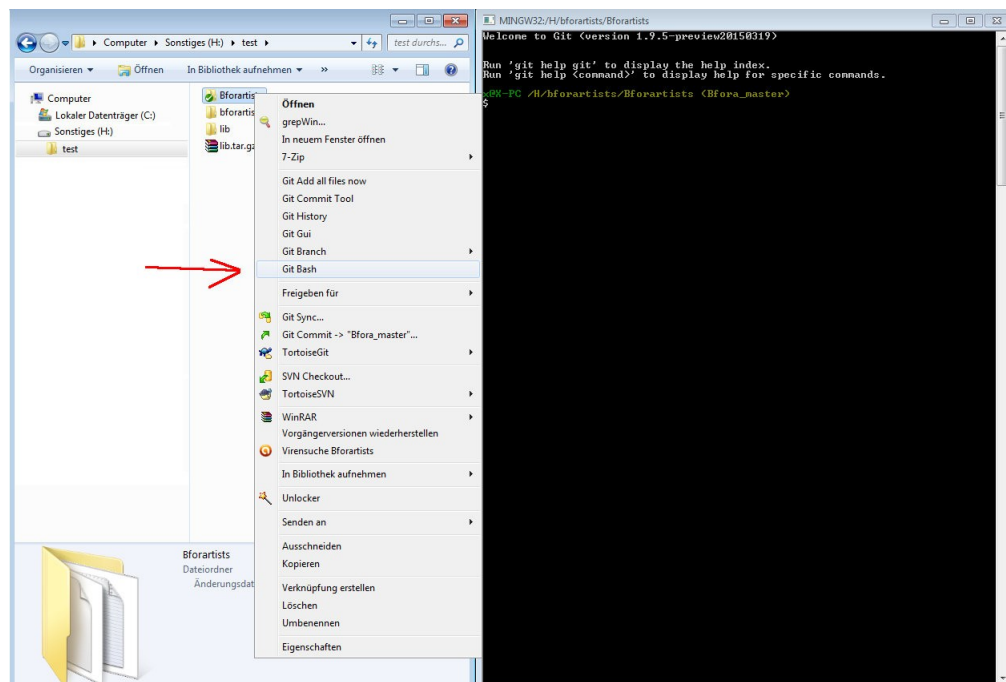 Computer ▸ Sonstiges (H:) ▸ test ▸
test durchs...
Organisieren
Öffnen
In Bibliothek aufnehmen
»
Computer
Lokaler Datenträger (C:)
Sonstiges (H:)
test
Bforartis
bforartis
lib
lib.tar.gz
Öffnen
grepWin...
In neuem Fenster öffnen
7-Zip
Git Add all files now
Git Commit Tool
Git History
Git Gui
Git Branch
Git Bash
Freigeben für
Git Sync...
Git Commit -> "Bfora_master"...
TortoiseGit
SVN Checkout...
TortoiseSVN
WinRAR
Vorgängerversionen wiederherstellen
Virensuche Bforartists
In Bibliothek aufnehmen
Unlocker
Senden an
Ausschneiden
Kopieren
Verknüpfung erstellen
Löschen
Umbenennen
Eigenschaften
Bforartists
Dateiordner
Änderungsdat
MINGW32:/H/bforartists/Bforartists
Welcome to Git (version 1.9.5-preview20150319)
Run 'git help git' to display the help index.
Run 'git help <command>' to display help for specific commands.
x@X-PC /H/bforartists/Bforartists (Bfora_master)
$